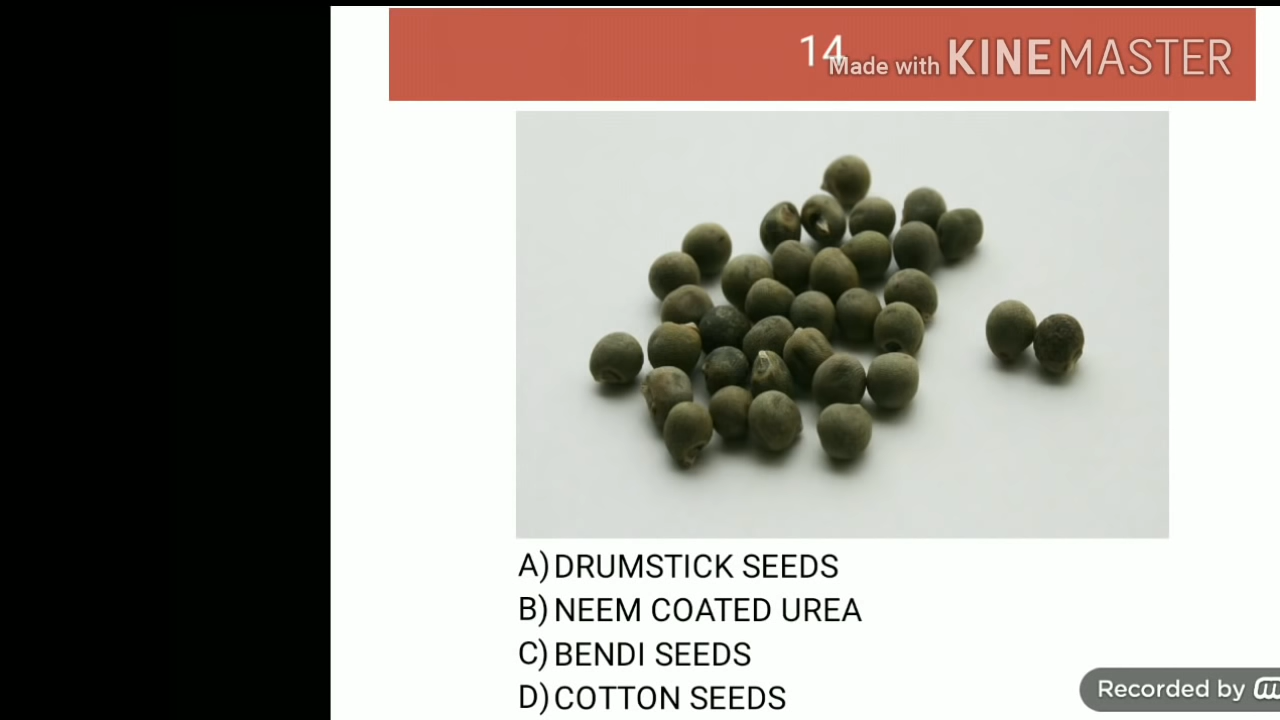 14
Made with KINEMASTER
A) DRUMSTICK SEEDS
B) NEEM COATED UREA
C) BENDI SEEDS
D) COTTON SEEDS
Recorded by